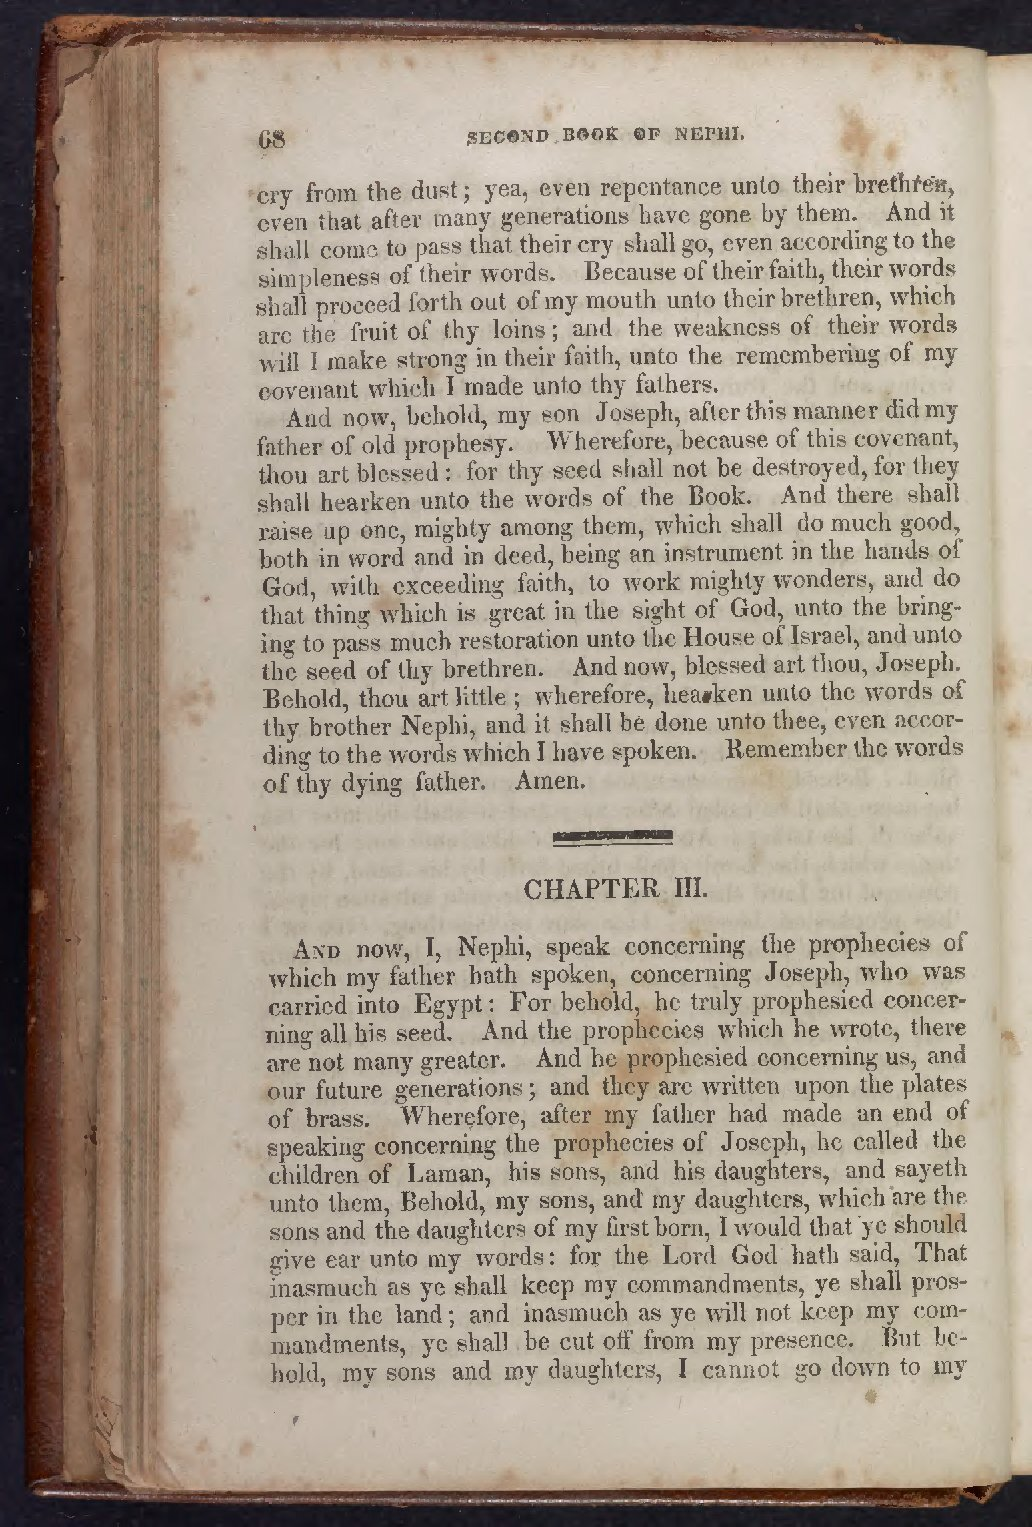 68 SECOND BOOK OF NEPHI.
cry from the dust; yea, even repentance unto their brethren,
even that after many generations have gone by them. And it
shall come to pass that their cry shall go, even according to the
simpleness of their words. Because of their faith, their words
shall proceed forth out of my mouth unto their brethren, which
are the fruit of thy loins; and the weakness of their words
will I make strong in their faith, unto the remembering of my
covenant which I made unto thy fathers.
And now, behold, my son Joseph, after this manner did my
father of old prophesy. Wherefore, because of this covenant,
thou art blessed: for thy seed shall not be destroyed, for they
shall hearken unto the words of the Book. And there shall
raise up one, mighty among them, which shall do much good,
both in word and in deed, being an instrument in the hands of
God, with exceeding faith, to work mighty wonders, and do
that thing which is great in the sight of God, unto the bring-
ing to pass much restoration unto the House of Israel, and unto
the seed of thy brethren. And now, blessed art thou, Joseph.
Behold, thou art little; wherefore, hearken unto the words of
thy brother Nephi, and it shall be done unto thee, even accor-
ding to the words which I have spoken. Remember the words
of thy dying father. Amen.
CHAPTER III.
AND now, I, Nephi, speak concerning the prophecies of
which my father hath spoken, concerning Joseph, who was
carried into Egypt: For behold, he truly prophesied concer-
ning all his seed. And the prophecies which he wrote, there
are not many greater. And he prophesied concerning us, and
our future generations; and they are written upon the plates
of brass. Wherefore, after my father had made an end of
speaking concerning the prophecies of Joseph, he called the
children of Laman, his sons, and his daughters, and sayeth
unto them, Behold, my sons, and my daughters, which are the
sons and the daughters of my first born, I would that ye should
give ear unto my words: for the Lord God hath said, That
inasmuch as ye shall keep my commandments, ye shall pros-
per in the land; and inasmuch as ye will not keep my com-
mandments, ye shall be cut off from my presence. But be-
hold, my sons and my daughters, I cannot go down to my